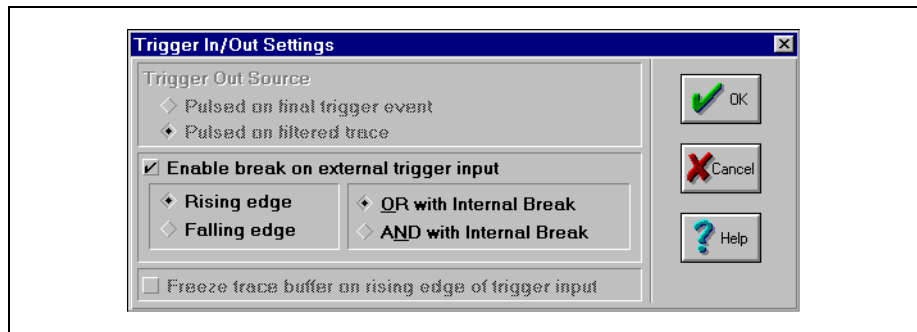 Trigger In/Out Settings
Trigger Out Source
Pulsed on final trigger event
Pulsed on filtered trace
Enable break on external trigger input
Rising edge
Falling edge
OR with Internal Break
AND with Internal Break
Freeze trace buffer on rising edge of trigger input
OK
Cancel
Help